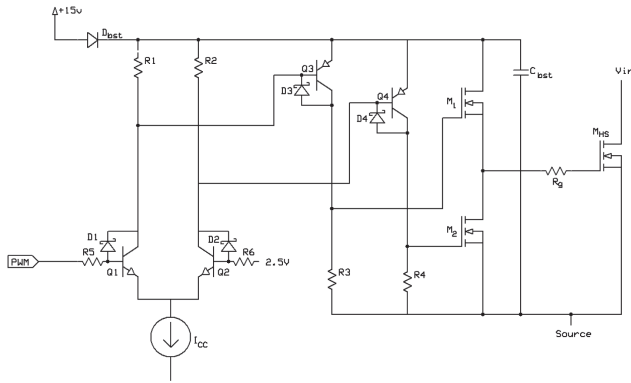 +15v
Dbst
R1
R2
Q3
D3
Q4
D4
M1
Cbst
Vin
MHS
Rg
M2
D1
R5
PWM
Q1
D2
R6
Q2
2.5V
R3
R4
ICC
Source